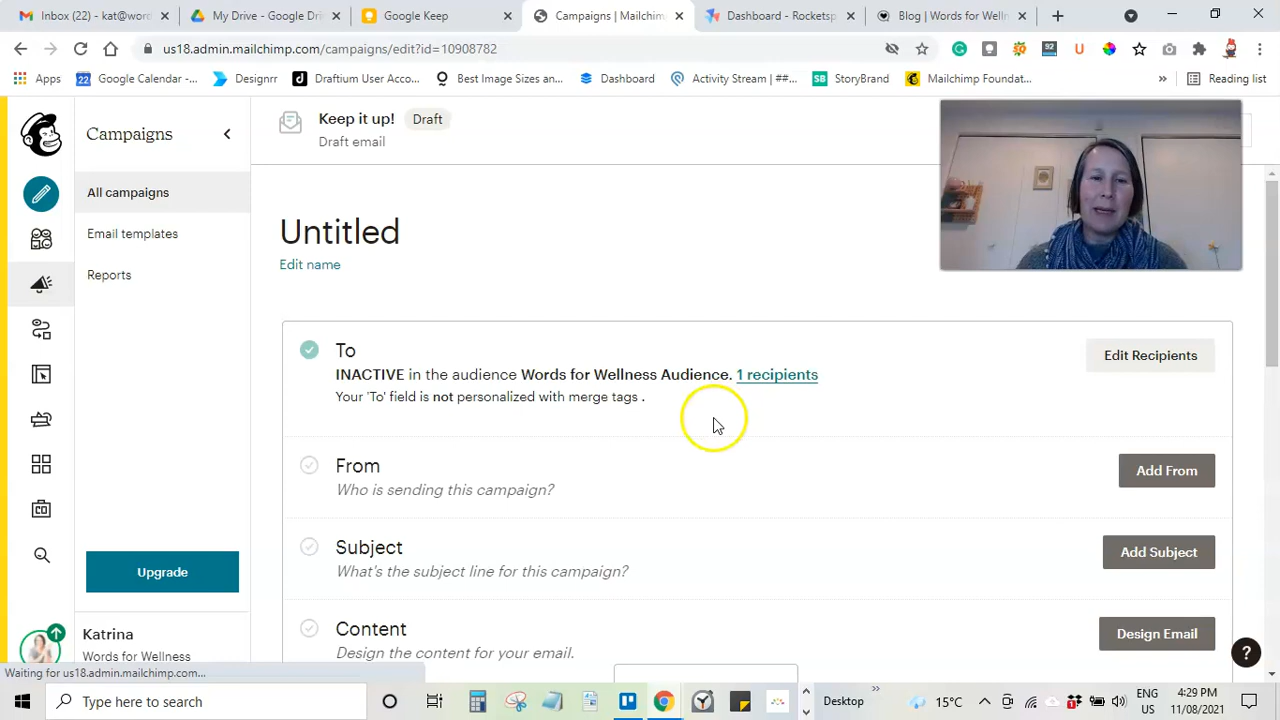 Inbox (22) - kat@word
My Drive - Google Dri
Google Keep
Campaigns | Mailchimp
Dashboard - Rocketsp
Blog | Words for Welln
us18.admin.mailchimp.com/campaigns/edit?id=10908782
92
Apps
22
Google Calendar -...
Designrr
Draftium User Acco...
Best Image Sizes an...
Dashboard
Activity Stream | ##...
SB
StoryBrand
Mailchimp Foundat...
»
Reading list
Campaigns
Keep it up!
Draft
Draft email
All campaigns
Email templates
Reports
Untitled
Edit name
To
INACTIVE in the audience Words for Wellness Audience. 1 recipients
Your 'To' field is not personalized with merge tags .
Edit Recipients
From
Who is sending this campaign?
Add From
Subject
What's the subject line for this campaign?
Add Subject
Content
Design the content for your email.
Design Email
Upgrade
Katrina
Words for Wellness
?
Waiting for us18.admin.mailchimp.com...
Type here to search
Desktop
»
15°C
ENG
US
4:29 PM
11/08/2021